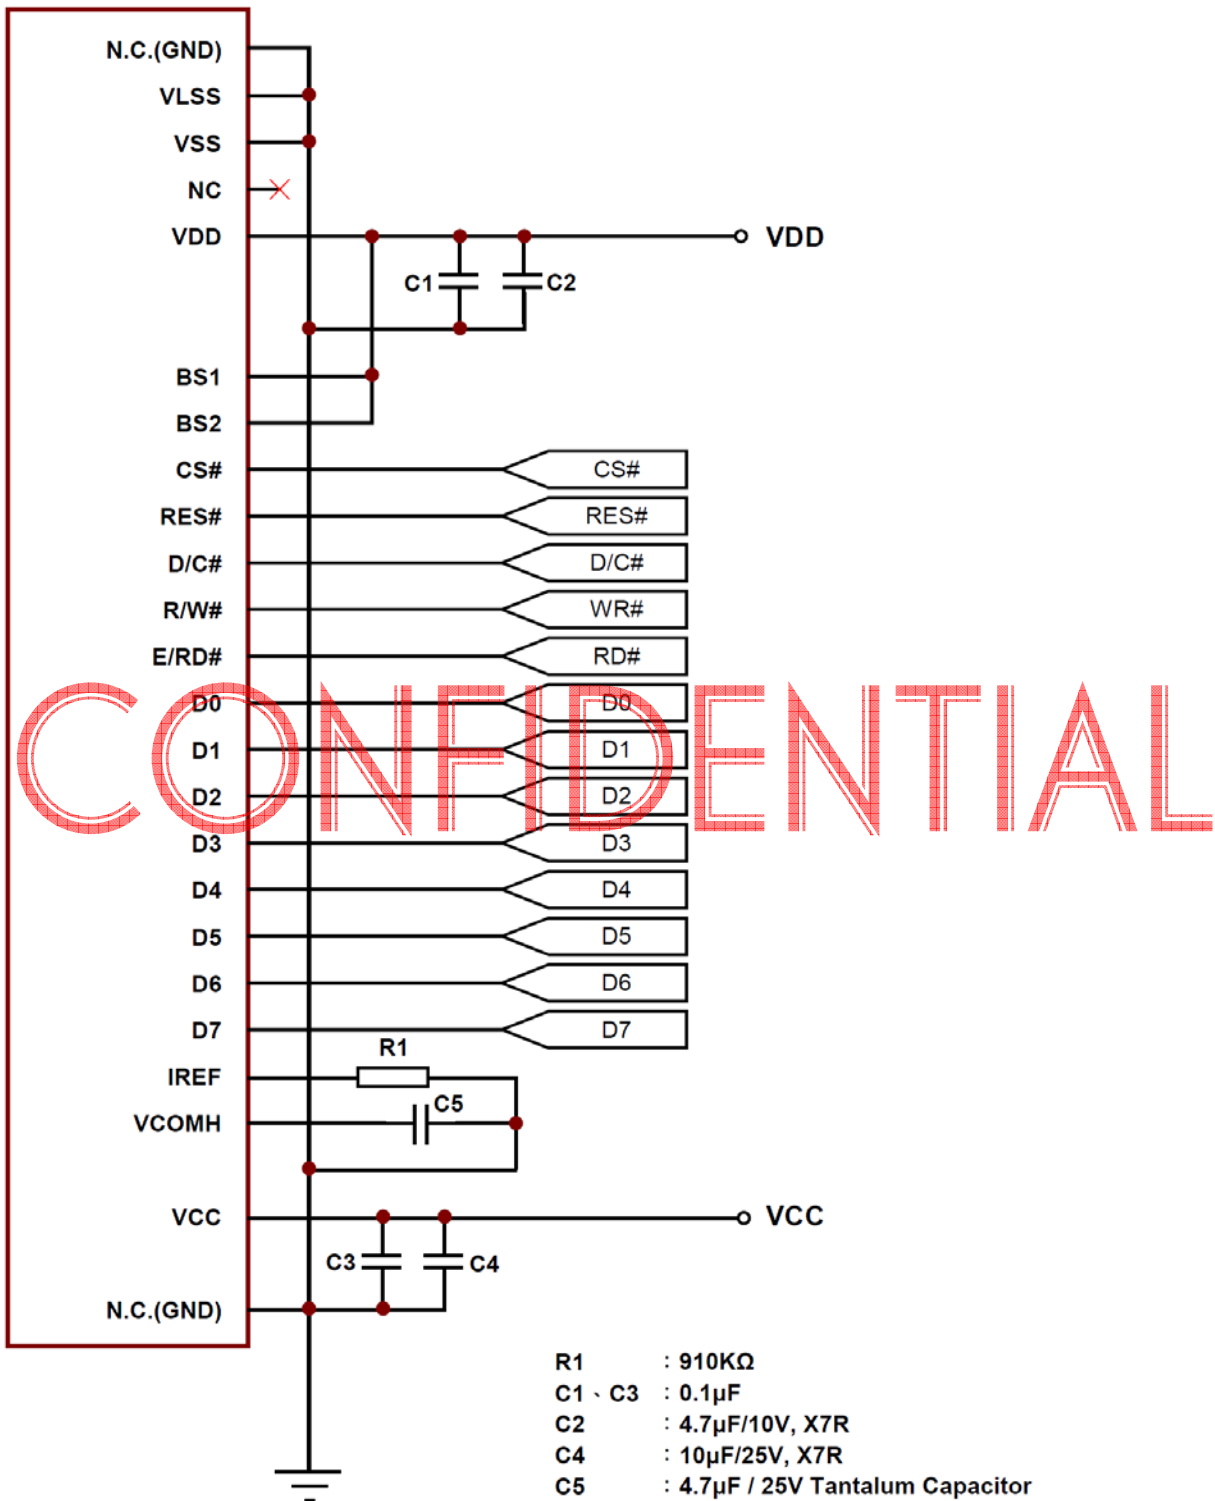 N.C.(GND)
VLSS
VSS
NC
VDD VDD
C1 C2
BS1
BS2
CS# CS#
RES# RES#
D/C# D/C#
R/W# WR#
E/RD# RD#
D0 D0
D1 D1
CONFIDENTIAL
D2 D2
D3 D3
D4 D4
D5 D5
D6 D6
D7 D7
R1
IREF
C5
VCOMH
VCC VCC
C3 C4
N.C.(GND)
R1 : 910KΩ
C1、C3 : 0.1µF
C2 : 4.7µF/10V, X7R
C4 : 10µF/25V, X7R
C5 : 4.7µF / 25V Tantalum Capacitor